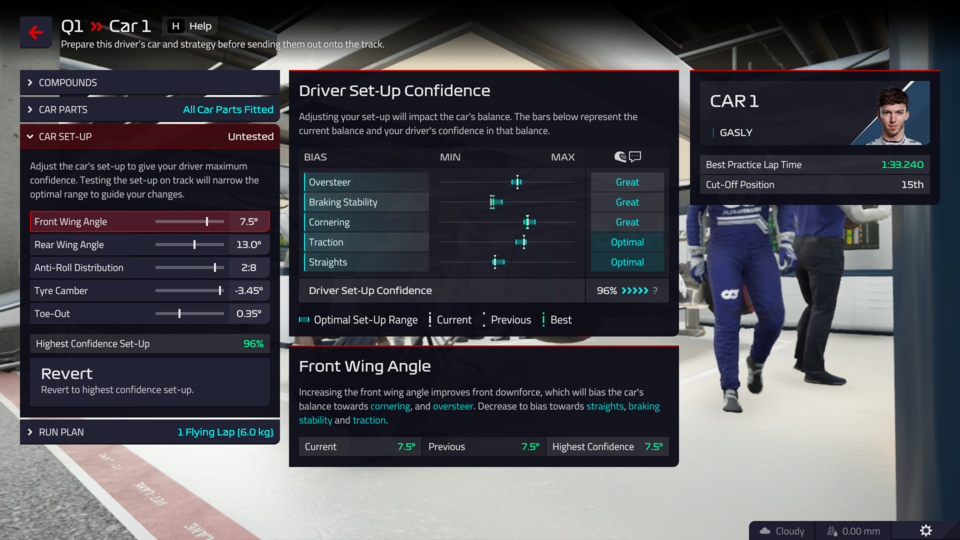 Q1 Car 1 H Help
Prepare this driver's car and strategy before sending them out onto the track.
COMPOUNDS
CAR PARTS All Car Parts Fitted
CAR SET-UP Untested
Adjust the car's set-up to give your driver maximum
confidence. Testing the set-up on track will narrow the
optimal range to guide your changes.
Front Wing Angle 7.5°
Rear Wing Angle 13.0°
Anti-Roll Distribution 2:8
Tyre Camber -3.45°
Toe-Out 0.35°
Highest Confidence Set-Up 96%
Revert
Revert to highest confidence set-up.
RUN PLAN 1 Flying Lap (6.0 kg)
Driver Set-Up Confidence
Adjusting your set-up will impact the car's balance. The bars below represent the
current balance and your driver's confidence in that balance.
BIAS MIN MAX
Oversteer Great
Braking Stability Great
Cornering Great
Traction Optimal
Straights Optimal
Driver Set-Up Confidence 96% ?
Optimal Set-Up Range Current Previous Best
Front Wing Angle
Increasing the front wing angle improves front downforce, which will bias the car's
balance towards cornering, and oversteer. Decrease to bias towards straights, braking
stability and traction.
Current 7.5° Previous 7.5° Highest Confidence 7.5°
CAR 1
GASLY
Best Practice Lap Time 1:33.240
Cut-Off Position 15th
PIT-LANE
PIT-LANE
Cloudy 0.00 mm